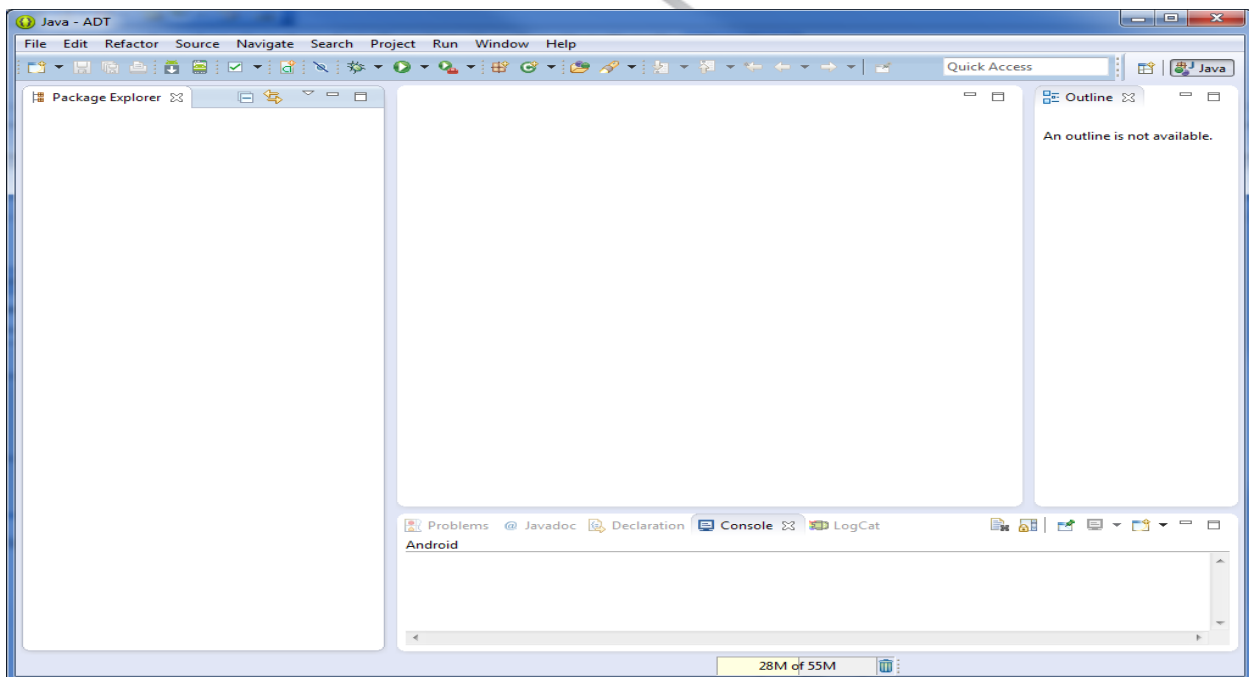 Java - ADT
File Edit Refactor Source Navigate Search Project Run Window Help
Quick Access
Java
Package Explorer
Outline
An outline is not available.
Problems @ Javadoc Declaration Console LogCat
Android
28M of 55M